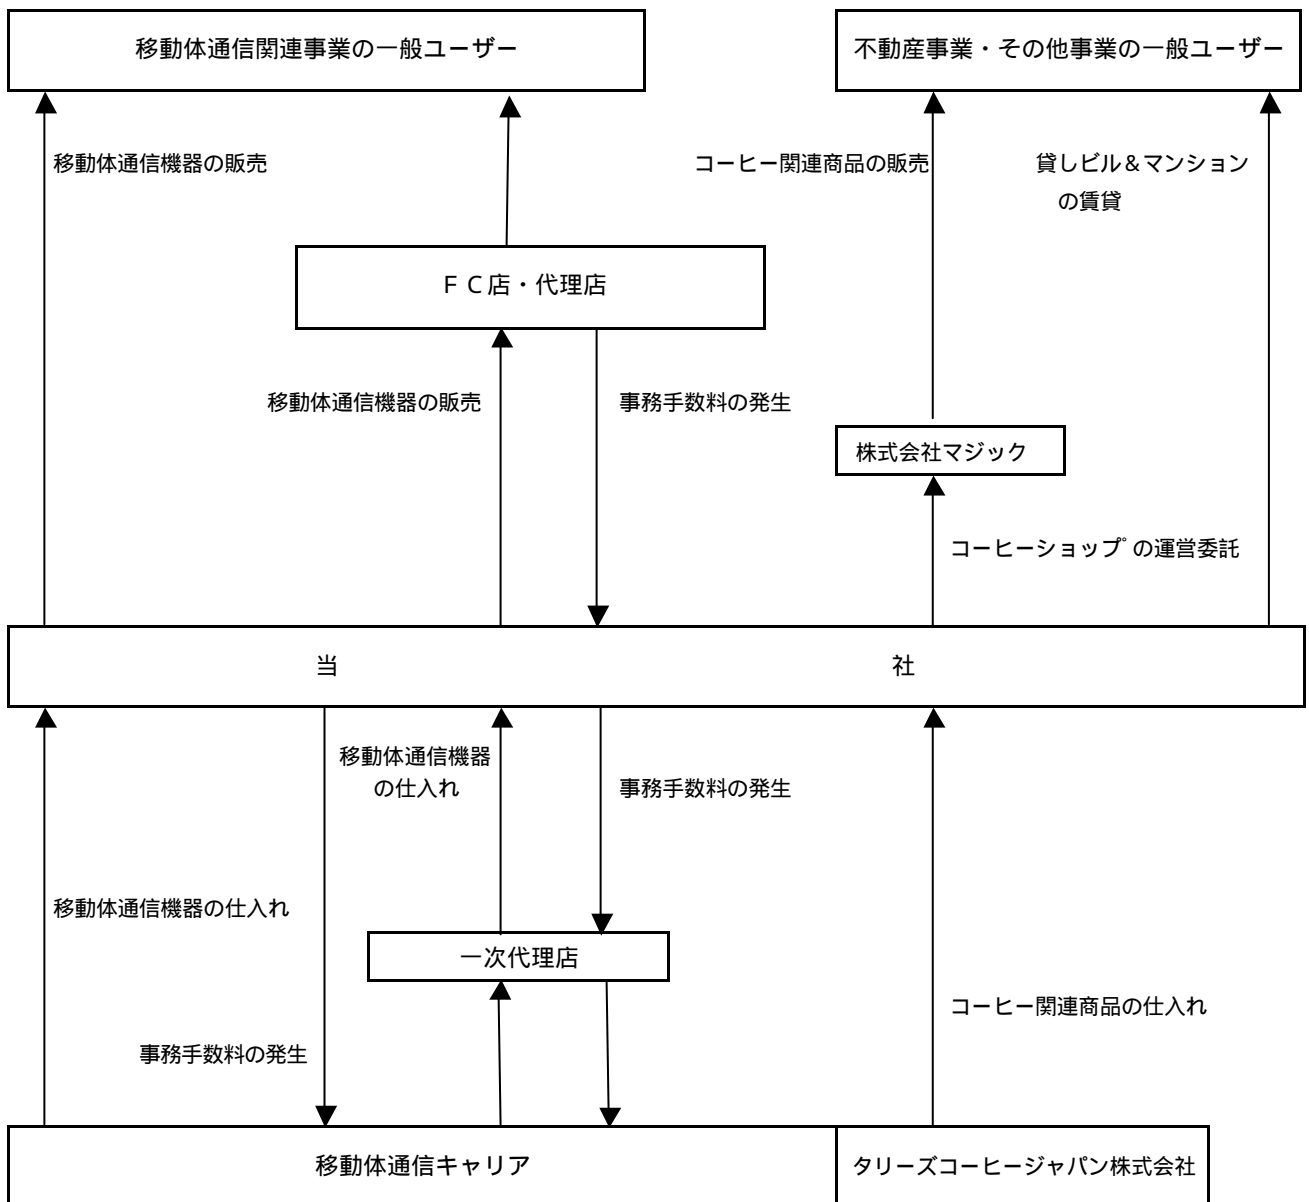 移動体通信関連事業の一般ユーザー
不動産事業・その他事業の一般ユーザー
移動体通信機器の販売
コーヒー関連商品の販売
貸しビル＆マンション
の賃貸
ＦＣ店・代理店
移動体通信機器の販売
事務手数料の発生
株式会社マジック
コーヒーショップの運営委託
当　社
移動体通信機器
の仕入れ
事務手数料の発生
移動体通信機器の仕入れ
一次代理店
コーヒー関連商品の仕入れ
事務手数料の発生
移動体通信キャリア
タリーズコーヒージャパン株式会社